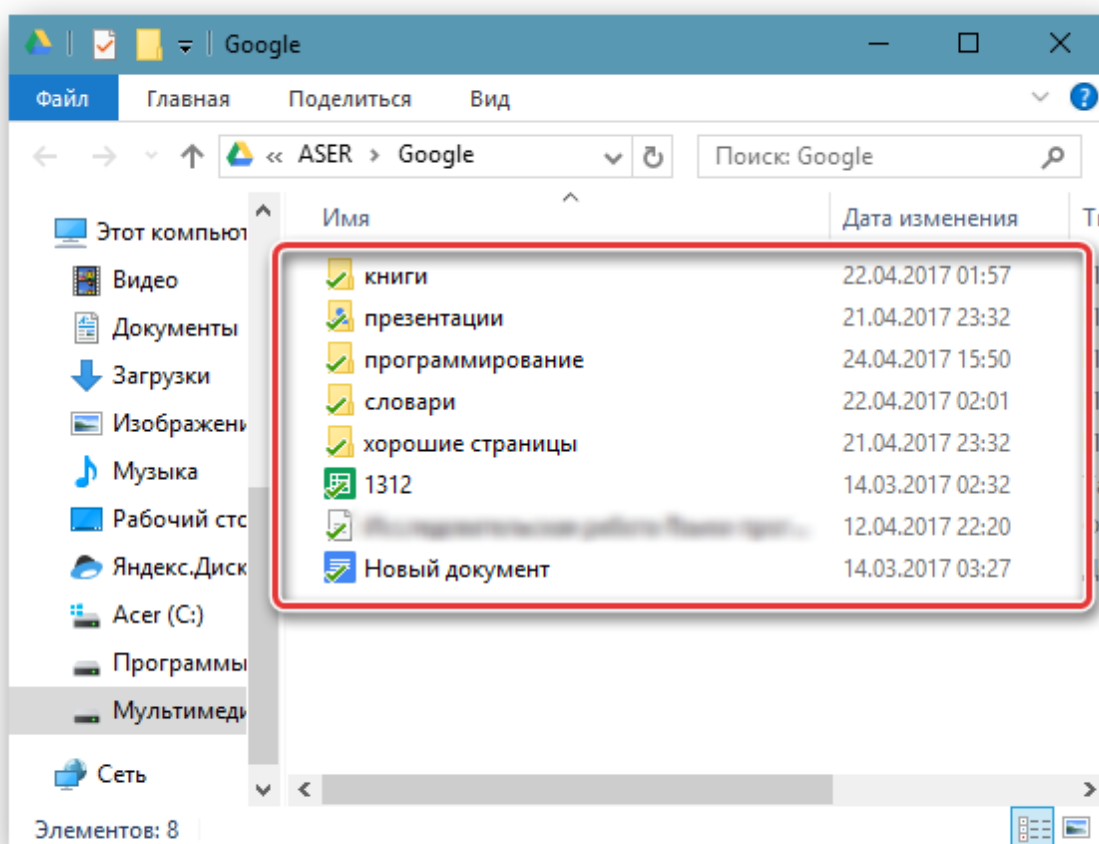 Google
Файл Главная Поделиться Вид
« ASER > Google Поиск: Google
Имя Дата изменения
Этот компьют
Видео
Документы
Загрузки
Изображени
Музыка
Рабочий сто
Яндекс.Диск
Acer (C:)
Программы
Мультимеди
Сеть
книги 22.04.2017 01:57
презентации 21.04.2017 23:32
программирование 24.04.2017 15:50
словари 22.04.2017 02:01
хорошие страницы 21.04.2017 23:32
1312 14.03.2017 02:32
12.04.2017 22:20
Новый документ 14.03.2017 03:27
Элементов: 8